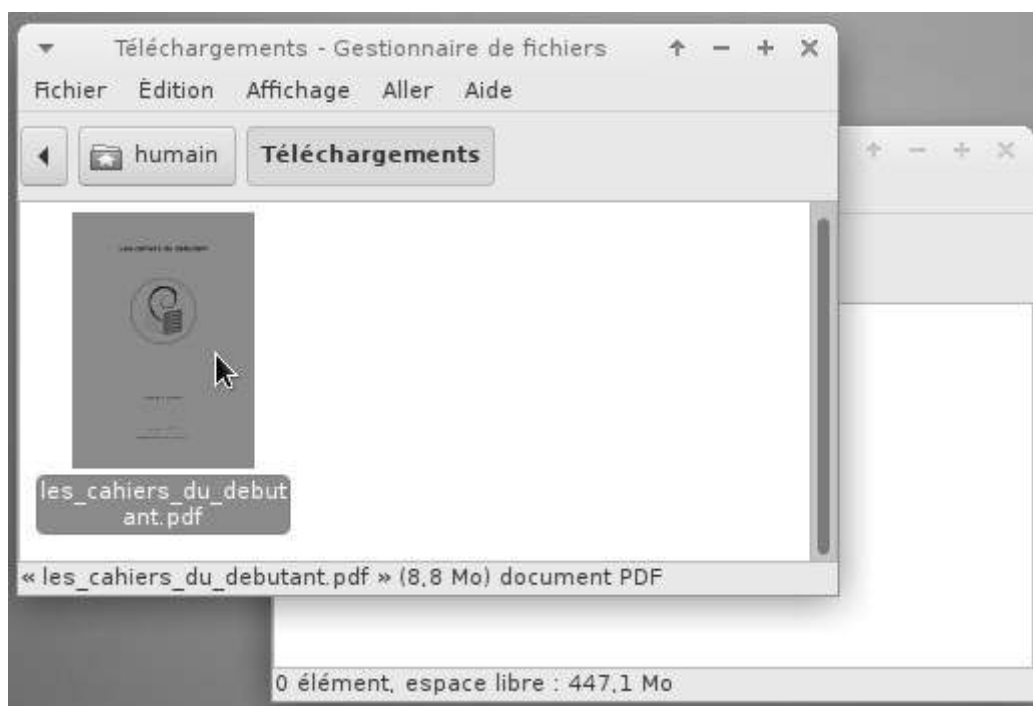 Téléchargements - Gestionnaire de fichiers
Fichier Édition Affichage Aller Aide
humain Téléchargements
les_cahiers_du_debut
ant.pdf
« les_cahiers_du_debutant.pdf » (8,8 Mo) document PDF
0 élément, espace libre : 447,1 Mo